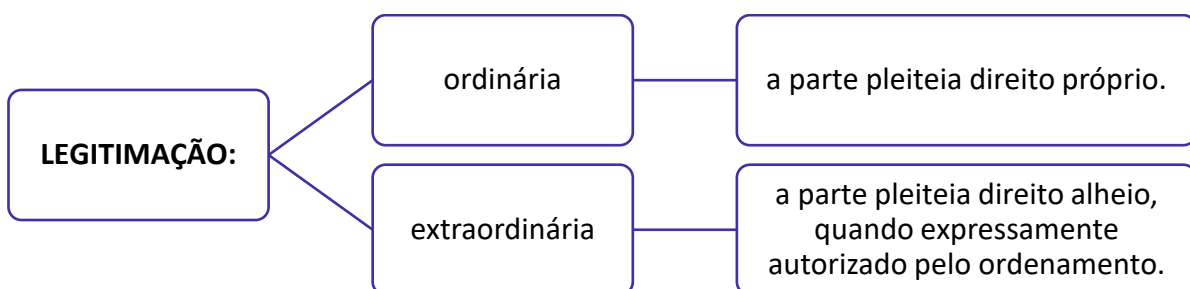 LEGITIMAÇÃO:
ordinária
a parte pleiteia direito próprio.
extraordinária
a parte pleiteia direito alheio,
quando expressamente
autorizado pelo ordenamento.